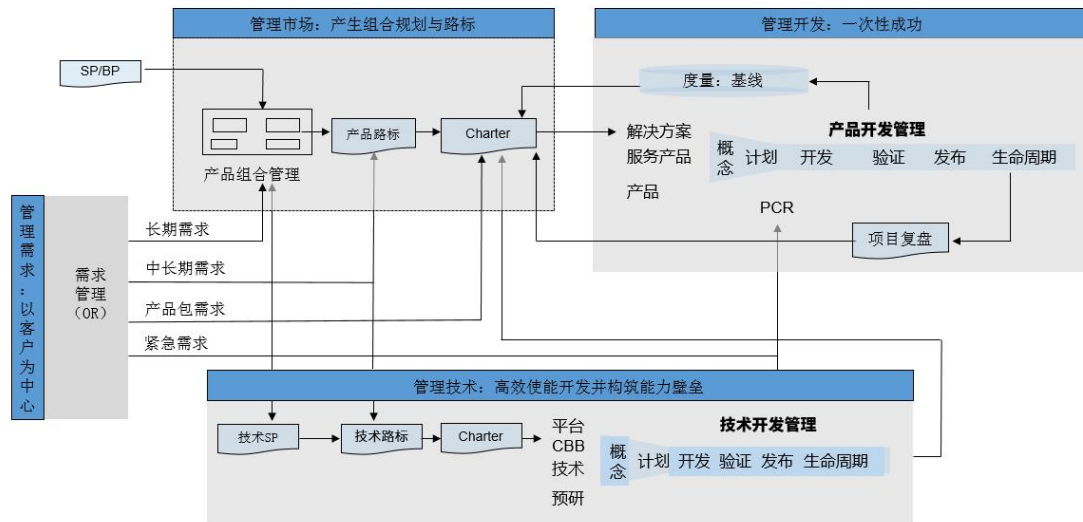 管理市场：产生组合规划与路标
SP/BP
产品组合管理
产品路标
Charter
管理开发：一次性成功
度量：基线
解决方案
服务产品
产品
产品开发管理
概念
计划
开发
验证
发布
生命周期
PCR
项目复盘
管理需求：以客户为中心
需求
管理
（OR）
长期需求
中长期需求
产品包需求
紧急需求
管理技术：高效使能开发并构筑能力壁垒
技术SP
技术路标
Charter
平台
CBB
技术
预研
技术开发管理
概念
计划
开发
验证
发布
生命周期